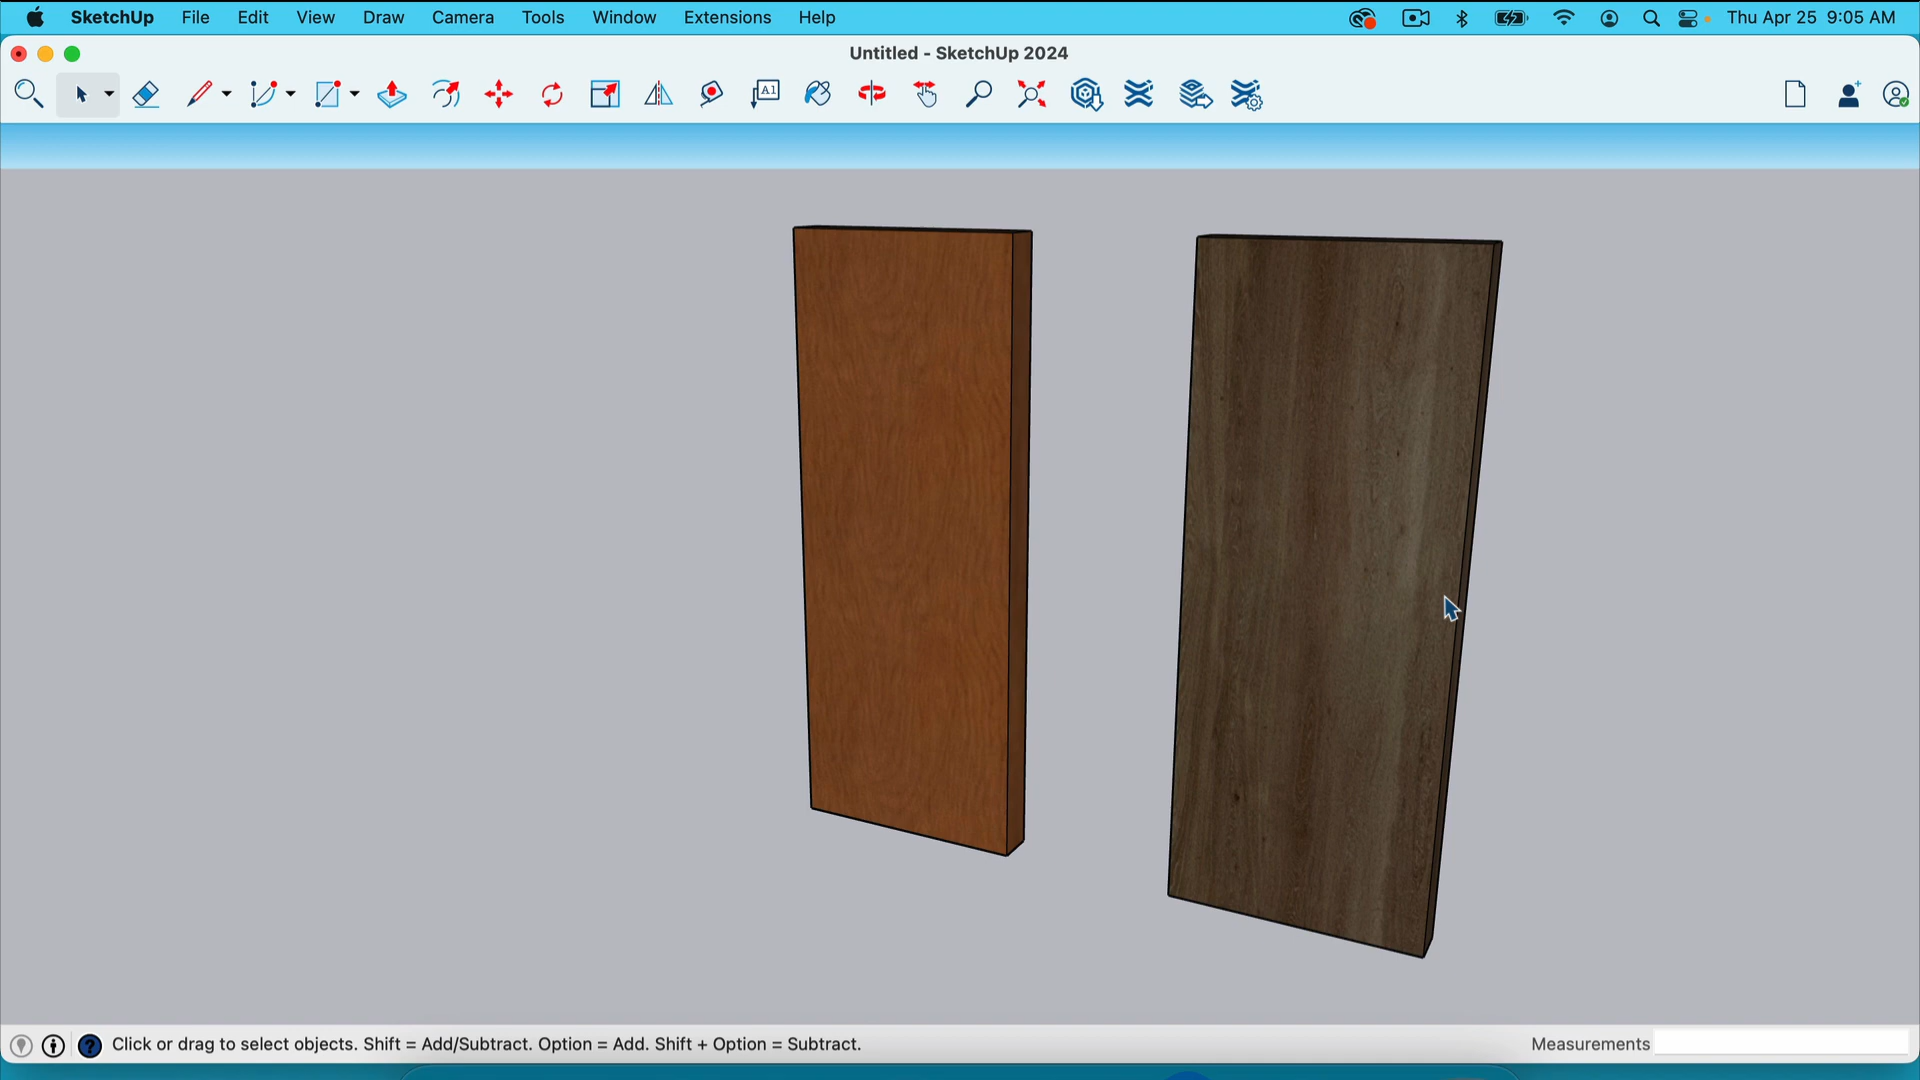 SketchUp File Edit View Draw Camera Tools Window Extensions Help Thu Apr 25 9:05 AM
Untitled - SketchUp 2024
A1
? Click or drag to select objects. Shift = Add/Subtract. Option = Add. Shift + Option = Subtract. Measurements